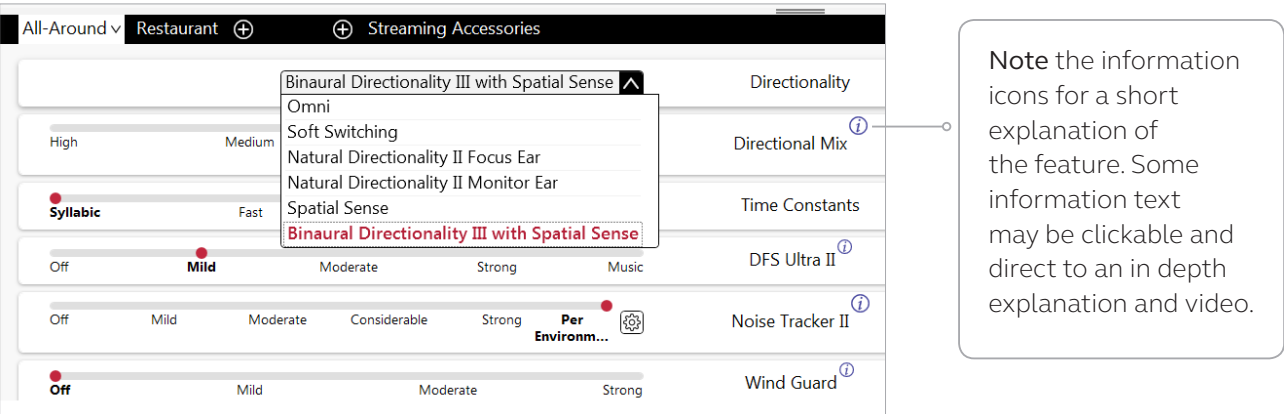 All-Around Restaurant Streaming Accessories
Binaural Directionality III with Spatial Sense Directionality
Omni
Soft Switching
Natural Directionality II Focus Ear
Natural Directionality II Monitor Ear
Spatial Sense
Binaural Directionality III with Spatial Sense
High Medium Directional Mix
Syllabic Fast Time Constants
Off Mild Moderate Strong Music DFS Ultra II
Off Mild Moderate Considerable Strong Per Environm... Noise Tracker II
Off Mild Moderate Strong Wind Guard
Note the information
icons for a short
explanation of
the feature. Some
information text
may be clickable and
direct to an in depth
explanation and video.